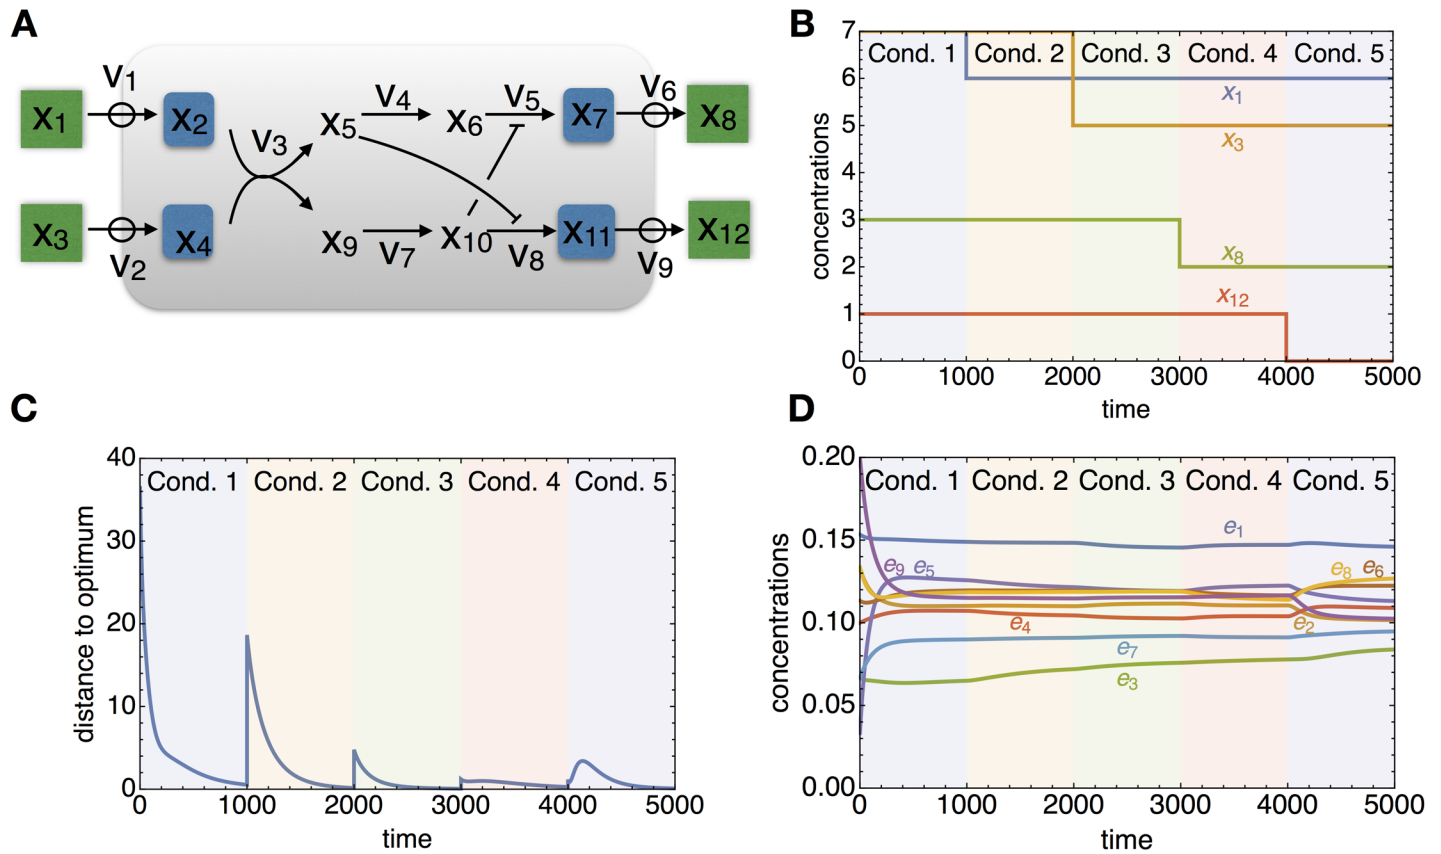 A
V1
V6
X1
X2
V4
V5
X7
X8
V3
X5
X6
X3
X4
X9
X10
X11
X12
V2
V7
V8
V9
B
7
6
5
4
3
2
1
0
concentrations
Cond. 1
Cond. 2
Cond. 3
Cond. 4
Cond. 5
x1
x3
x8
x12
0
1000
2000
3000
4000
5000
time
C
40
30
20
10
0
distance to optimum
Cond. 1
Cond. 2
Cond. 3
Cond. 4
Cond. 5
0
1000
2000
3000
4000
5000
time
D
0.20
0.15
0.10
0.05
0.00
concentrations
Cond. 1
Cond. 2
Cond. 3
Cond. 4
Cond. 5
e1
e9 e5
e8 e6
e4
e2
e7
e3
0
1000
2000
3000
4000
5000
time